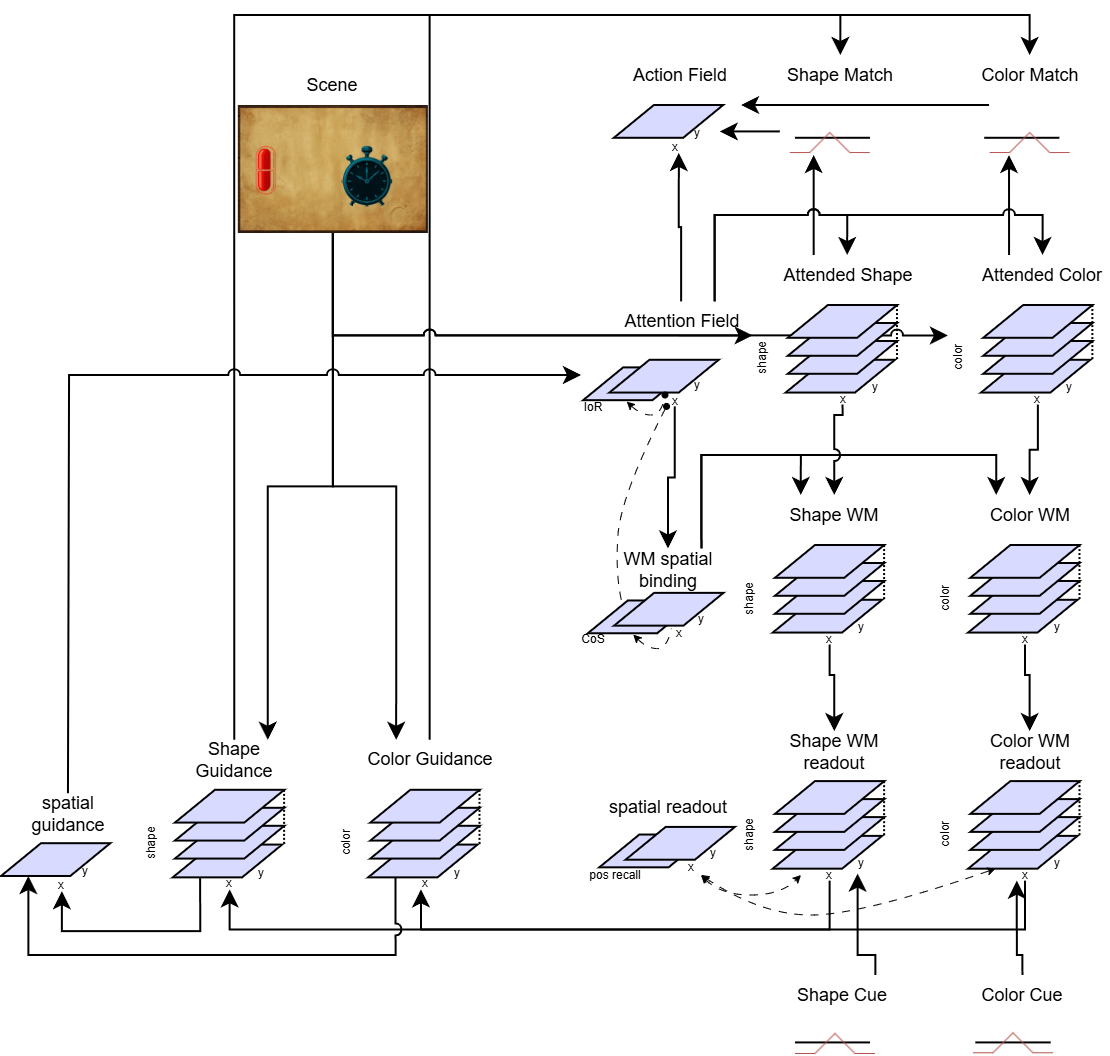 Scene
Action Field
Shape Match
Color Match
y
x
Attended Shape
Attended Color
Attention Field
shape
color
y
x
IoR
y
x
y
x
Shape WM
Color WM
WM spatial
binding
shape
color
y
x
CoS
y
x
y
x
Shape
Guidance
Color Guidance
Shape WM
readout
Color WM
readout
spatial
guidance
spatial readout
shape
color
shape
color
y
x
y
x
y
x
y
x
pos recall
y
x
y
x
Shape Cue
Color Cue